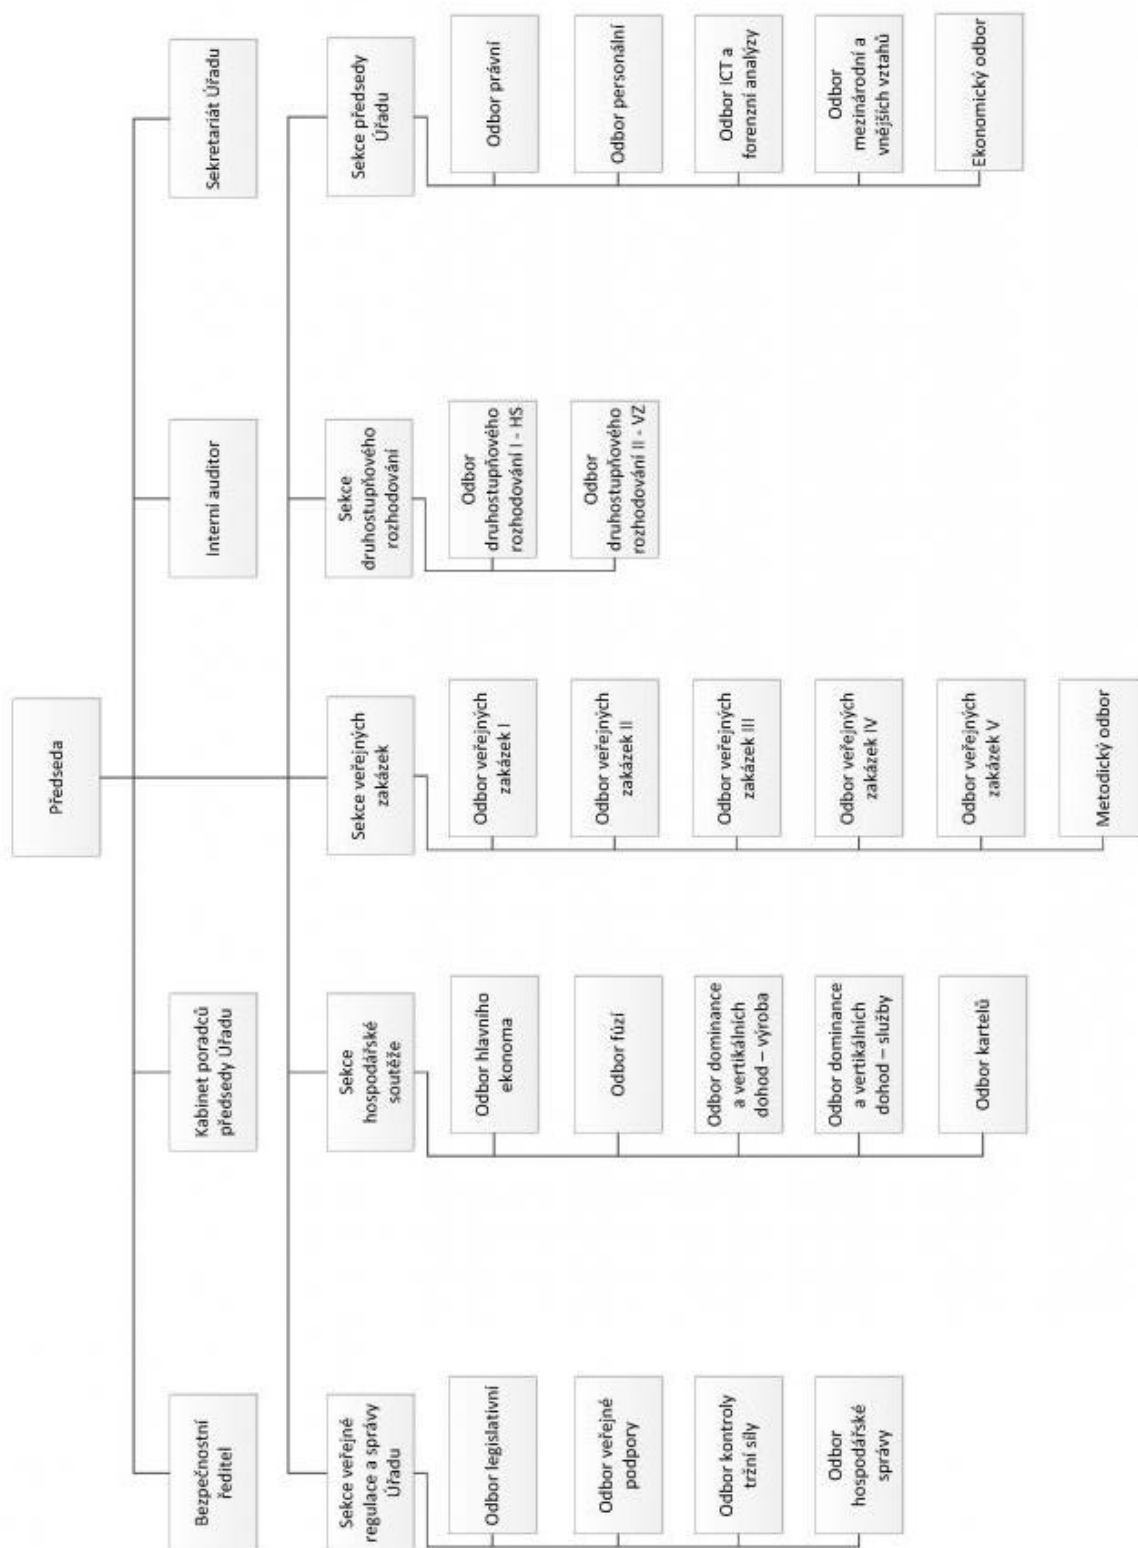 Předseda
Bezpečnostní
ředitel
Kabinet poradců
předsedy Úřadu
Interní auditor
Sekretariát Úřadu
Sekce veřejné
regulace a správy
Úřadu
Odbor legislativní
Odbor veřejné
podpory
Odbor kontroly
tržní síly
Odbor
hospodářské
správy
Sekce
hospodářské
soutěže
Odbor hlavního
ekonoma
Odbor fúzí
Odbor dominance
a vertikálních
dohod – výroba
Odbor dominance
a vertikálních
dohod – služby
Odbor kartelů
Sekce veřejných
zakázek
Odbor veřejných
zakázek I
Odbor veřejných
zakázek II
Odbor veřejných
zakázek III
Odbor veřejných
zakázek IV
Odbor veřejných
zakázek V
Metodický odbor
Sekce
druhostupňového
rozhodování
Odbor
druhostupňového
rozhodování I - HS
Odbor
druhostupňového
rozhodování II - VZ
Sekce předsedy
Úřadu
Odbor právní
Odbor personální
Odbor ICT a
forenzní analýzy
Odbor
mezinárodní a
vnějších vztahů
Ekonomický odbor